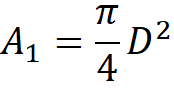 A₁ = π/4 D²